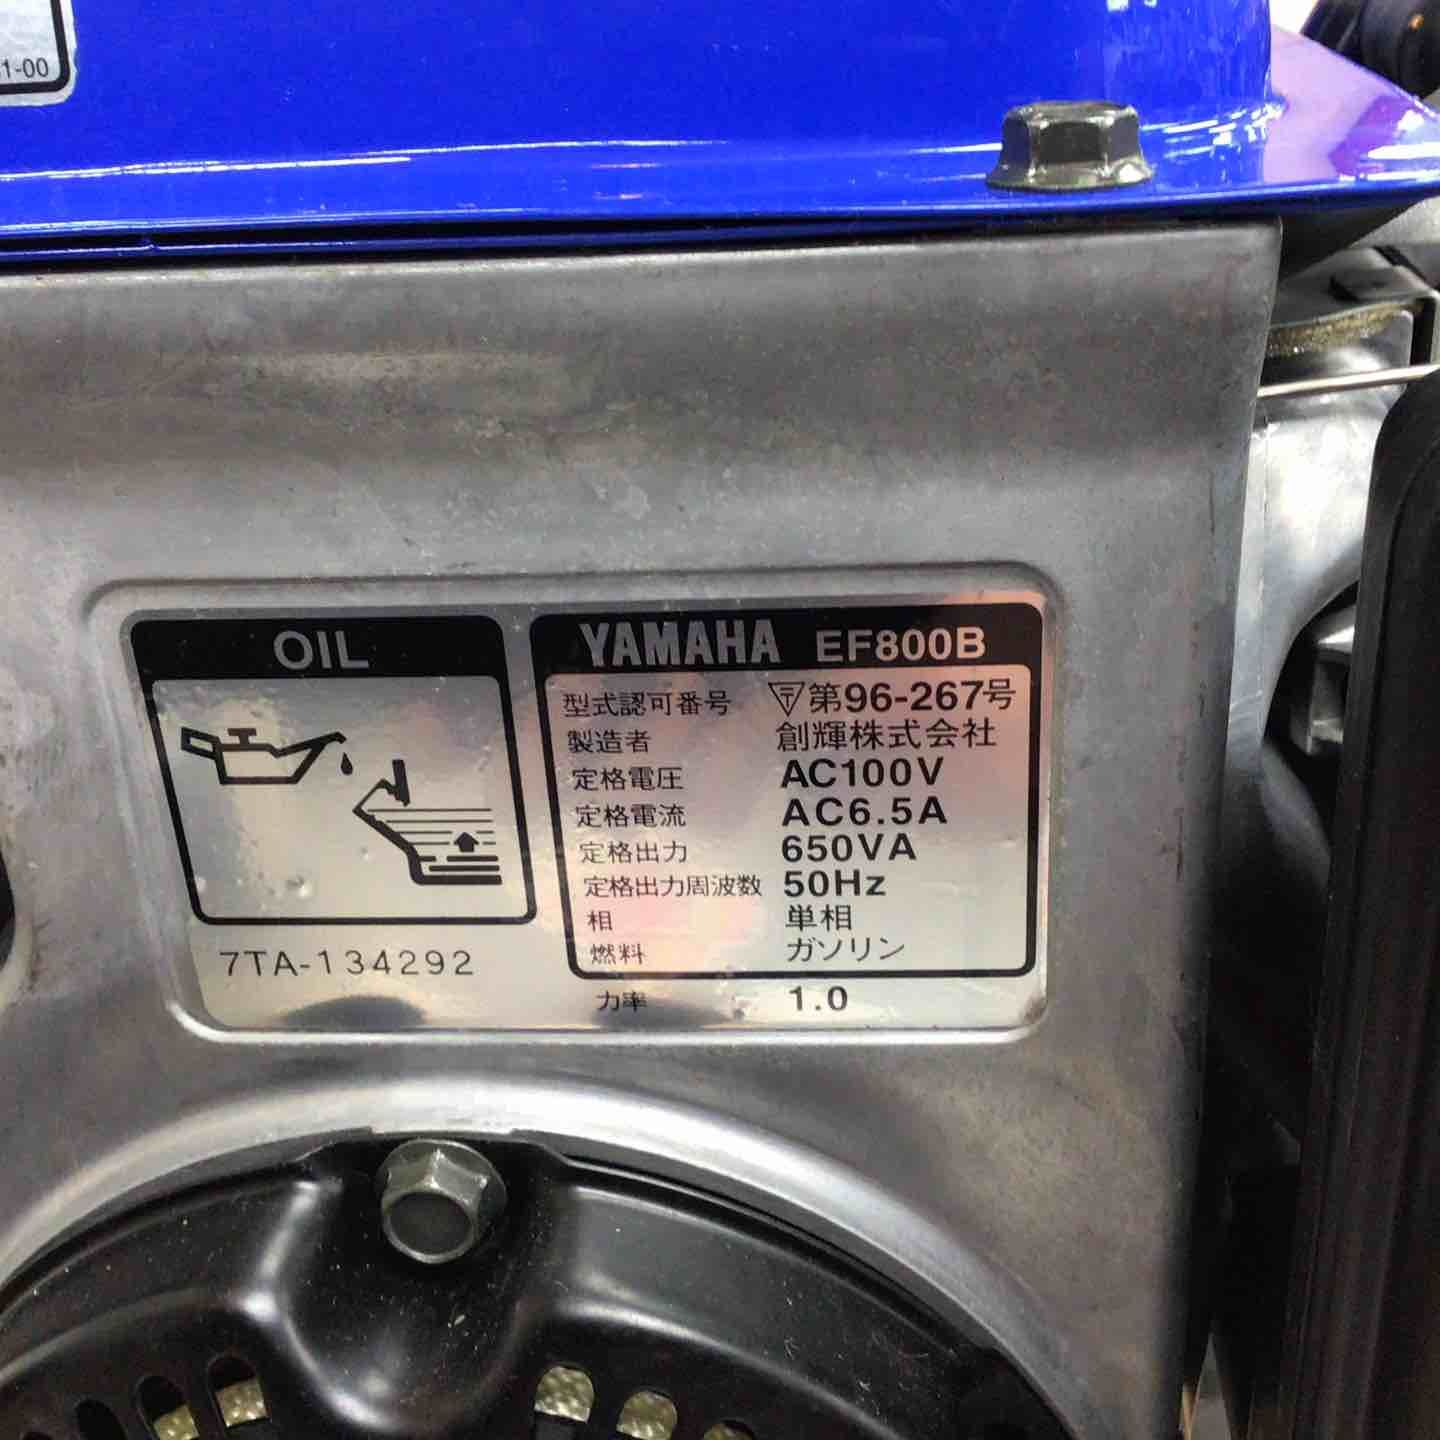 1-00
OIL
7TA-134292
YAMAHA EF800B
型式認可番号 〒第96-267号
製造者 創輝株式会社
定格電圧 AC100V
定格電流 AC6.5A
定格出力 650VA
定格出力周波数 50Hz
相 単相
燃料 ガソリン
力率 1.0